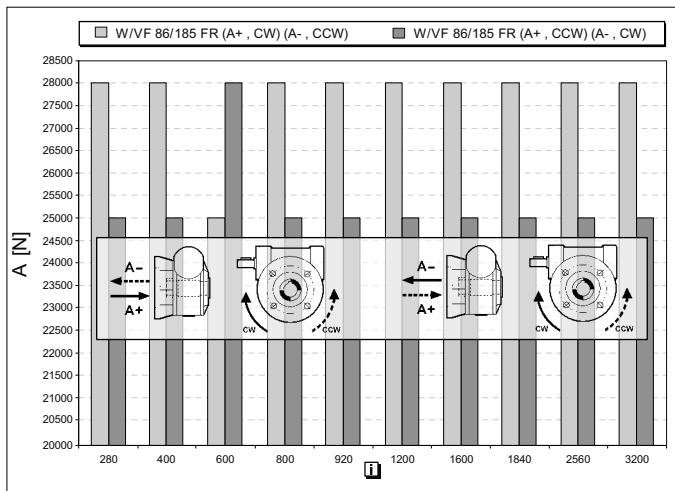 W/VF 86/185 FR (A+ , CW) (A- , CCW) W/VF 86/185 FR (A+ , CCW) (A- , CW)
28500
28000
27500
27000
26500
26000
25500
25000
24500
24000
23500
23000
22500
22000
21500
21000
20500
20000
A [N]
A- A-
A+ A+
CW CCW CW CCW
280 400 600 800 920 1200 1600 1840 2560 3200
i